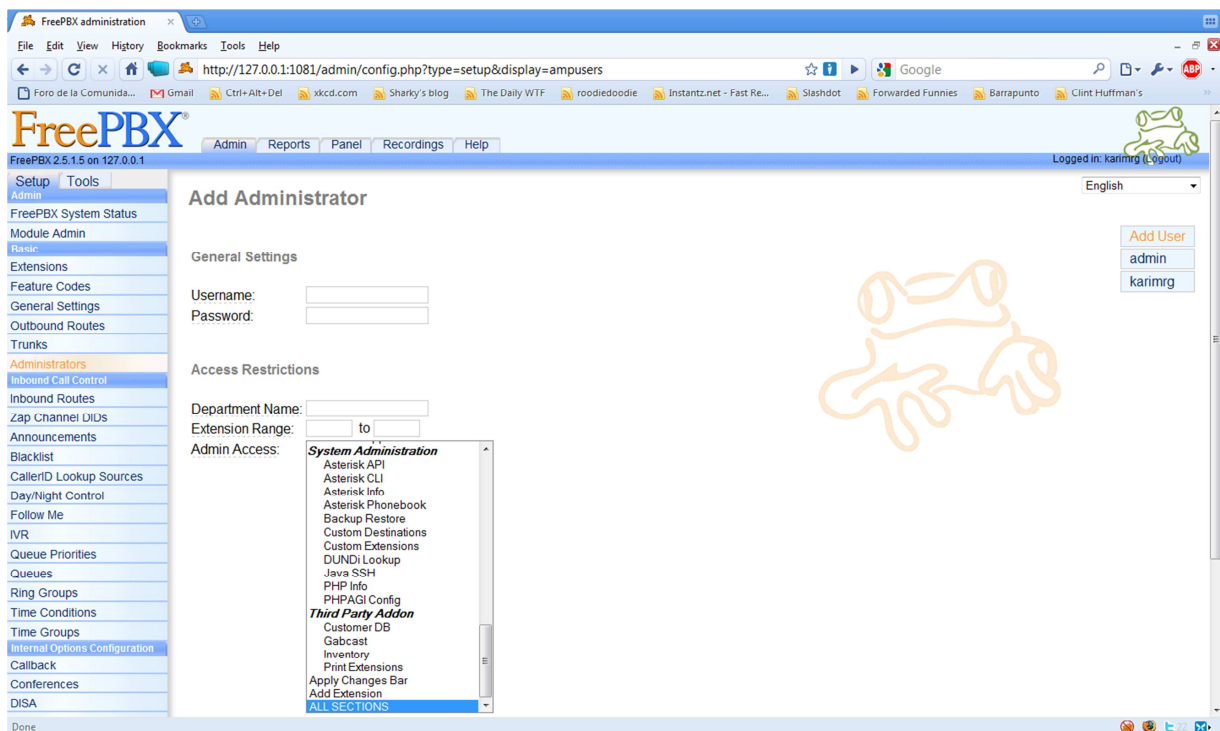 FreePBX administration
File Edit View History Bookmarks Tools Help
http://127.0.0.1:1081/admin/config.php?type=setup&display=ampusers
Google
ABP
Foro de la Comunida... Gmail Ctrl+Alt+Del xkcd.com Sharky's blog The Daily WTF roodiedoodie Instantz.net - Fast Re... Slashdot Forwarded Funnies Barrapunto Clint Huffman's
FreePBX®
Admin Reports Panel Recordings Help
FreePBX 2.5.1.5 on 127.0.0.1
Logged in: karimrg (Logout)
Setup Tools
English
Admin
FreePBX System Status
Module Admin
Basic
Extensions
Feature Codes
General Settings
Outbound Routes
Trunks
Administrators
Inbound Call Control
Inbound Routes
Zap Channel DIDs
Announcements
Blacklist
CallerID Lookup Sources
Day/Night Control
Follow Me
IVR
Queue Priorities
Queues
Ring Groups
Time Conditions
Time Groups
Internal Options Configuration
Callback
Conferences
DISA
Add Administrator
General Settings
Username:
Password:
Access Restrictions
Department Name:
Extension Range: to
Admin Access:
System Administration
Asterisk API
Asterisk CLI
Asterisk Info
Asterisk Phonebook
Backup Restore
Custom Destinations
Custom Extensions
DUNDi Lookup
Java SSH
PHP Info
PHPAGI Config
Third Party Addon
Customer DB
Gabcast
Inventory
Print Extensions
Apply Changes Bar
Add Extension
ALL SECTIONS
Add User
admin
karimrg
Done
22